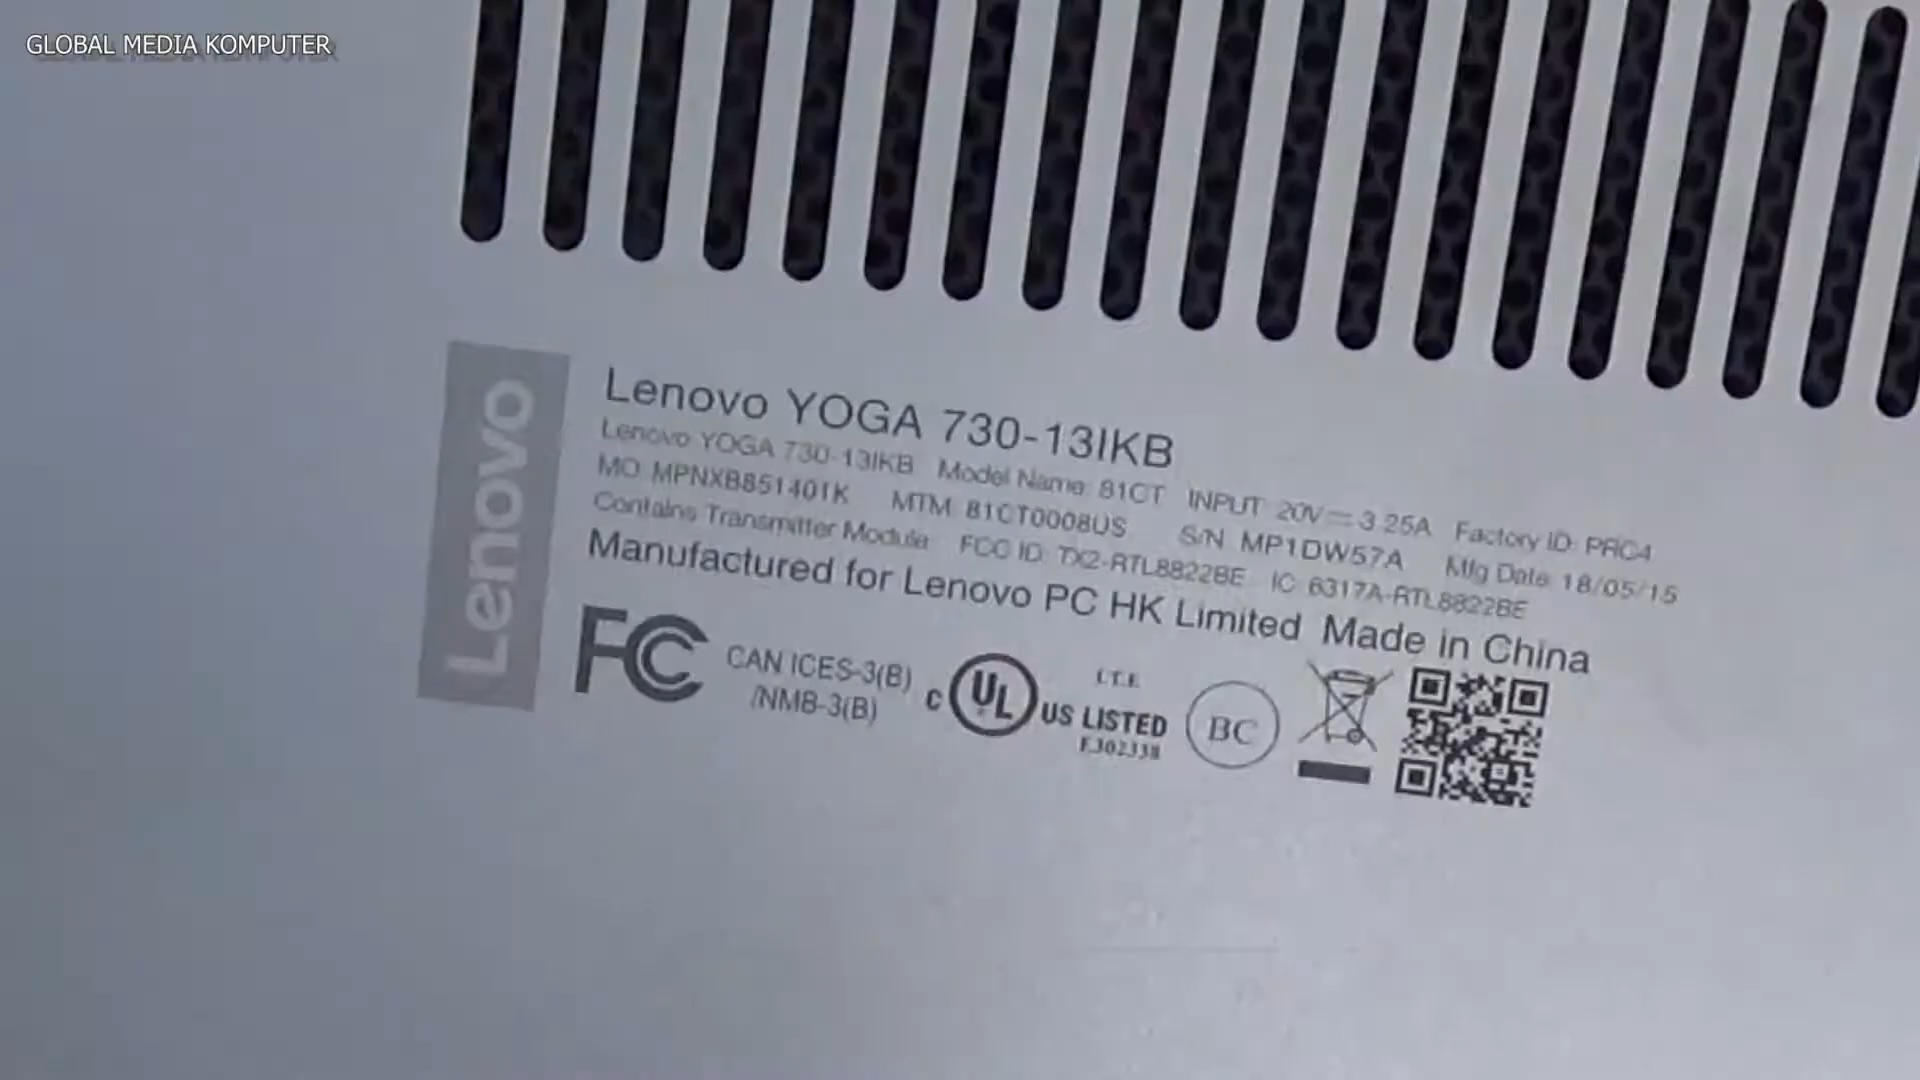 GLOBAL MEDIA KOMPUTER
Lenovo
Lenovo YOGA 730-13IKB
Lenovo YOGA 730-13IKB Model Name: 81CT INPUT: 20V⎓3.25A Factory ID: PRC4
MO: MPNXB851401K MTM: 81CT0008US S/N: MP1DW57A Mfg Date: 18/05/15
Contains Transmitter Module FCC ID: TX2-RTL8822BE IC: 6317A-RTL8822BE
Manufactured for Lenovo PC HK Limited Made in China
FC CAN ICES-3(B)
/NMB-3(B)
c UL US LISTED
I.T.E.
E302338
BC